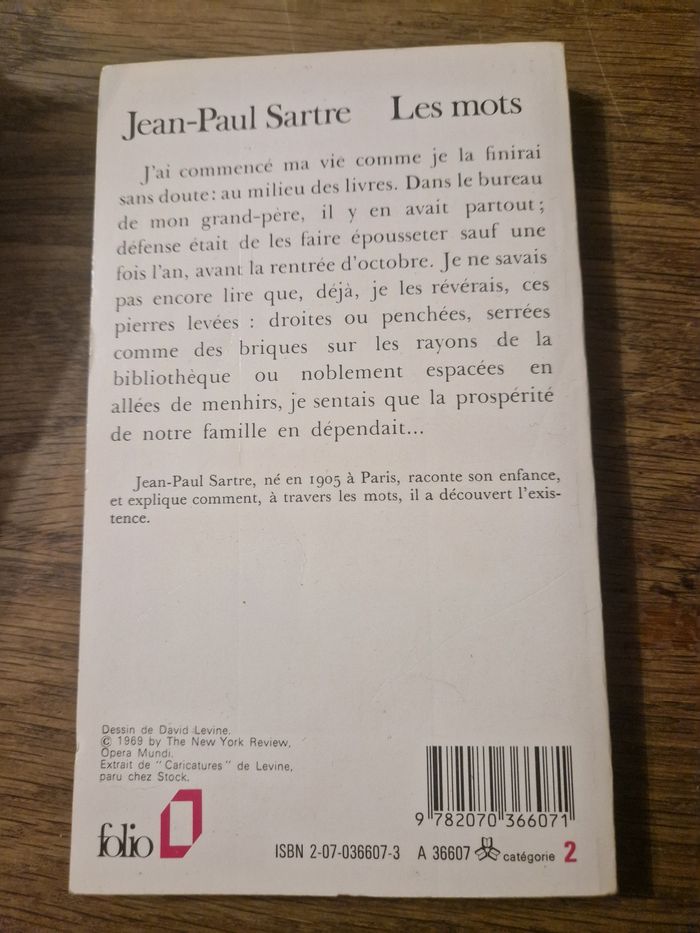 Jean-Paul Sartre Les mots
J'ai commencé ma vie comme je la finirai
sans doute: au milieu des livres. Dans le bureau
de mon grand-père, il y en avait partout;
défense était de les faire épousseter sauf une
fois l'an, avant la rentrée d'octobre. Je ne savais
pas encore lire que, déjà, je les révérais, ces
pierres levées : droites ou penchées, serrées
comme des briques sur les rayons de la
bibliothèque ou noblement espacées en
allées de menhirs, je sentais que la prospérité
de notre famille en dépendait...
Jean-Paul Sartre, né en 1905 à Paris, raconte son enfance,
et explique comment, à travers les mots, il a découvert l'exis-
tence.
Dessin de David Levine.
© 1969 by The New York Review,
Opera Mundi.
Extrait de "Caricatures" de Levine,
paru chez Stock.
9 782070 366071
folio
ISBN 2-07-036607-3 A 36607 catégorie 2